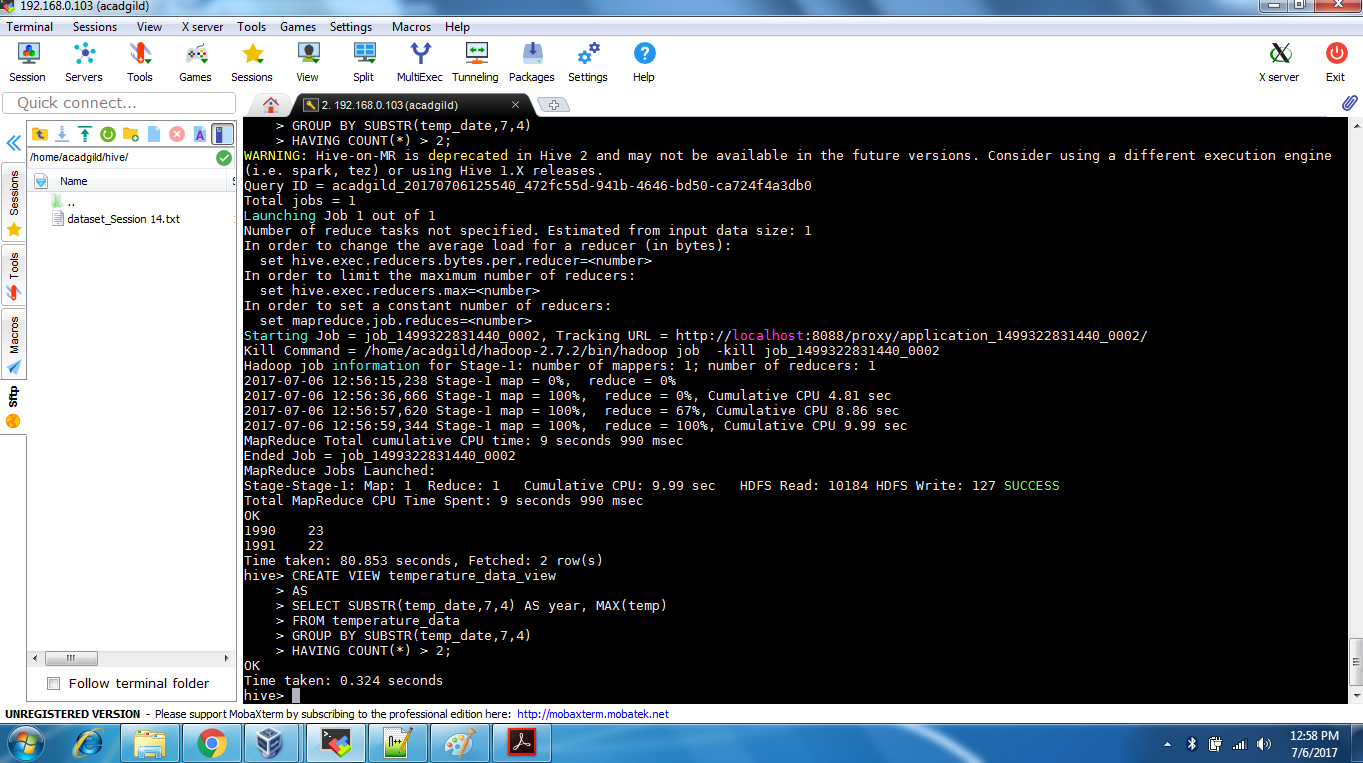 192.168.0.103 (acadgild)
Terminal Sessions View X server Tools Games Settings Macros Help
Session Servers Tools Games Sessions View Split MultiExec Tunneling Packages Settings Help X server Exit
Quick connect...
2. 192.168.0.103 (acadgild)
/home/acadgild/hive/
Name
..
dataset_Session 14.txt
Sessions
Tools
Macros
Sftp
Follow terminal folder
> GROUP BY SUBSTR(temp_date,7,4)
> HAVING COUNT(*) > 2;
WARNING: Hive-on-MR is deprecated in Hive 2 and may not be available in the future versions. Consider using a different execution engine
(i.e. spark, tez) or using Hive 1.X releases.
Query ID = acadgild_20170706125540_472fc55d-941b-4646-bd50-ca724f4a3db0
Total jobs = 1
Launching Job 1 out of 1
Number of reduce tasks not specified. Estimated from input data size: 1
In order to change the average load for a reducer (in bytes):
set hive.exec.reducers.bytes.per.reducer=<number>
In order to limit the maximum number of reducers:
set hive.exec.reducers.max=<number>
In order to set a constant number of reducers:
set mapreduce.job.reduces=<number>
Starting Job = job_1499322831440_0002, Tracking URL = http://localhost:8088/proxy/application_1499322831440_0002/
Kill Command = /home/acadgild/hadoop-2.7.2/bin/hadoop job  -kill job_1499322831440_0002
Hadoop job information for Stage-1: number of mappers: 1; number of reducers: 1
2017-07-06 12:56:15,238 Stage-1 map = 0%,  reduce = 0%
2017-07-06 12:56:36,666 Stage-1 map = 100%,  reduce = 0%, Cumulative CPU 4.81 sec
2017-07-06 12:56:57,620 Stage-1 map = 100%,  reduce = 67%, Cumulative CPU 8.86 sec
2017-07-06 12:56:59,344 Stage-1 map = 100%,  reduce = 100%, Cumulative CPU 9.99 sec
MapReduce Total cumulative CPU time: 9 seconds 990 msec
Ended Job = job_1499322831440_0002
MapReduce Jobs Launched:
Stage-Stage-1: Map: 1  Reduce: 1   Cumulative CPU: 9.99 sec   HDFS Read: 10184 HDFS Write: 127 SUCCESS
Total MapReduce CPU Time Spent: 9 seconds 990 msec
OK
1990    23
1991    22
Time taken: 80.853 seconds, Fetched: 2 row(s)
hive> CREATE VIEW temperature_data_view
> AS
> SELECT SUBSTR(temp_date,7,4) AS year, MAX(temp)
> FROM temperature_data
> GROUP BY SUBSTR(temp_date,7,4)
> HAVING COUNT(*) > 2;
OK
Time taken: 0.324 seconds
hive>
UNREGISTERED VERSION - Please support MobaXterm by subscribing to the professional edition here: http://mobaxterm.mobatek.net
12:58 PM
7/6/2017